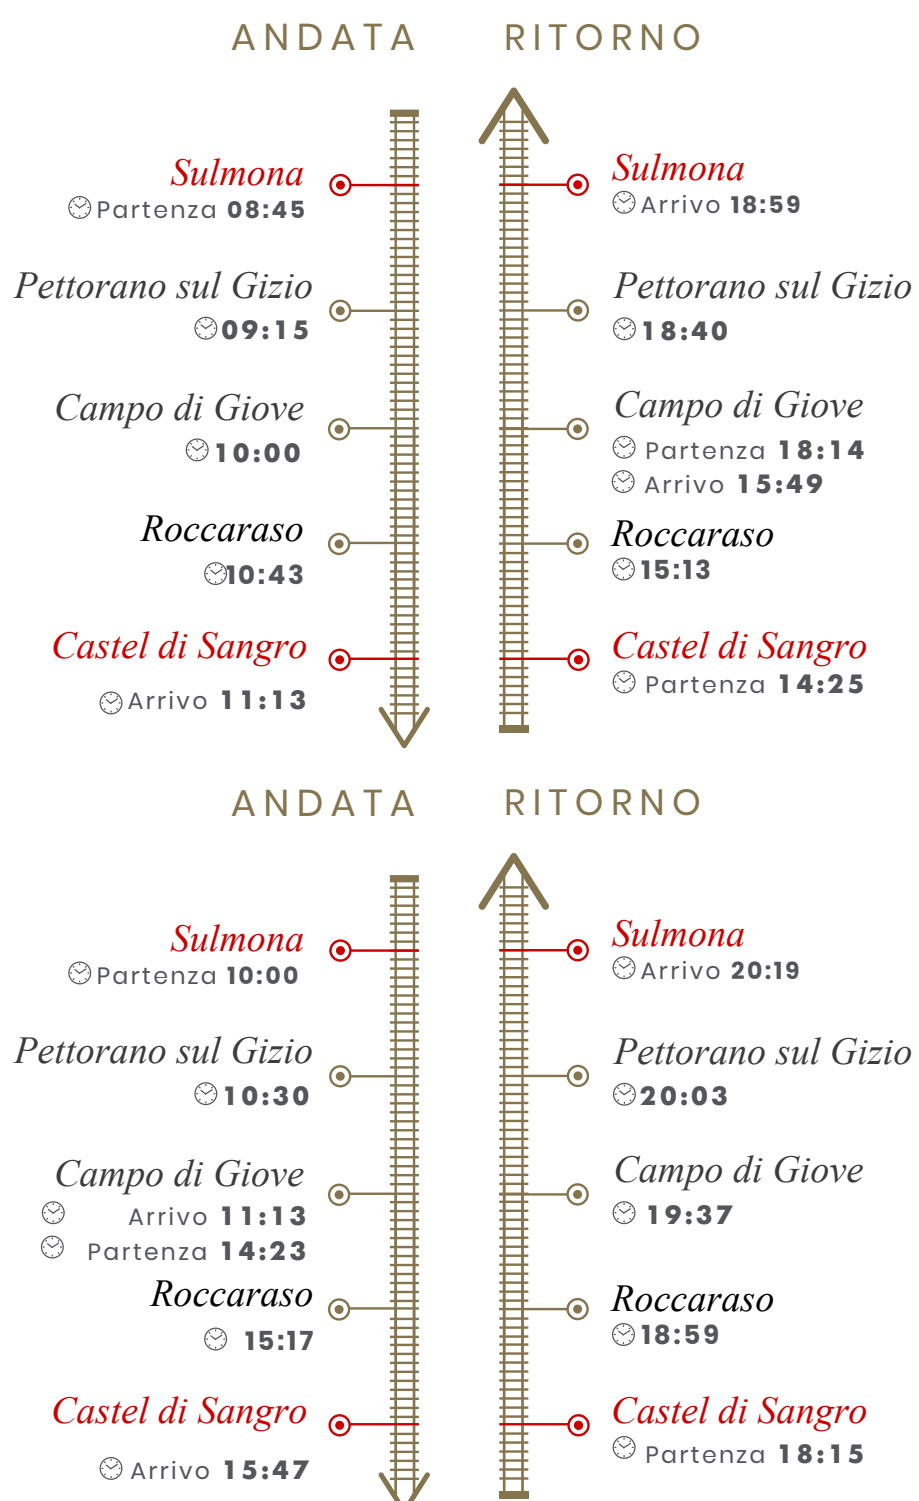 ANDATA
Sulmona
Partenza 08:45
Pettorano sul Gizio
09:15
Campo di Giove
10:00
Roccaraso
10:43
Castel di Sangro
Arrivo 11:13
RITORNO
Sulmona
Arrivo 18:59
Pettorano sul Gizio
18:40
Campo di Giove
Partenza 18:14
Arrivo 15:49
Roccaraso
15:13
Castel di Sangro
Partenza 14:25
ANDATA
Sulmona
Partenza 10:00
Pettorano sul Gizio
10:30
Campo di Giove
Arrivo 11:13
Partenza 14:23
Roccaraso
15:17
Castel di Sangro
Arrivo 15:47
RITORNO
Sulmona
Arrivo 20:19
Pettorano sul Gizio
20:03
Campo di Giove
19:37
Roccaraso
18:59
Castel di Sangro
Partenza 18:15